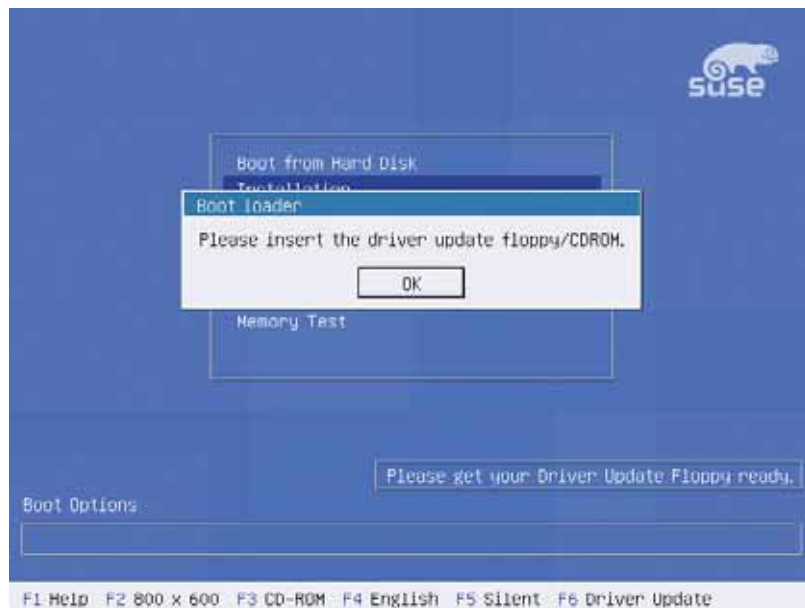 suse
Boot from Hard Disk
Installation
Boot loader
Please insert the driver update floppy/CDROM.
OK
Memory Test
Please get your Driver Update Floppy ready.
Boot Options
F1 Help F2 800 x 600 F3 CD-ROM F4 English F5 Silent F6 Driver Update